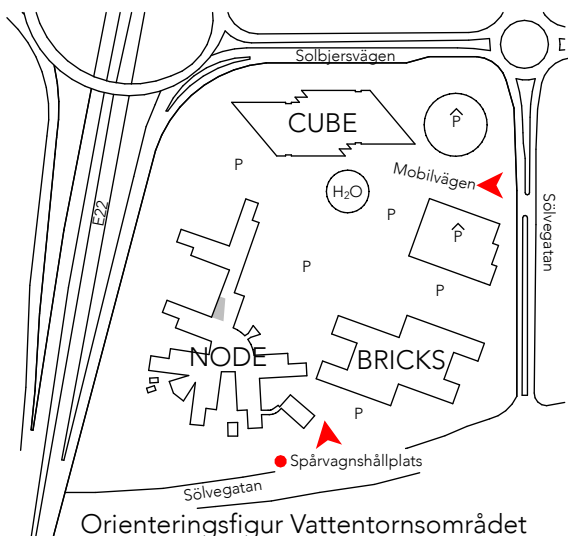 Solbjersvägen
CUBE
P
P
Mobilvägen
H₂O
P
E22
Sölvegatan
P
P
P
NODE
BRICKS
P
Spårvagnshållplats
Sölvegatan
Orienteringsfigur Vattentornsområdet